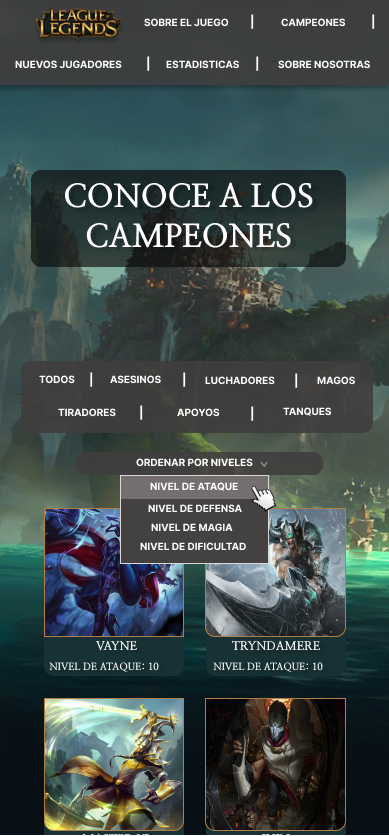 LEAGUE OF LEGENDS
SOBRE EL JUEGO | CAMPEONES |
NUEVOS JUGADORES | ESTADISTICAS | SOBRE NOSOTRAS
CONOCE A LOS
CAMPEONES
TODOS | ASESINOS | LUCHADORES | MAGOS
TIRADORES | APOYOS | TANQUES
ORDENAR POR NIVELES
NIVEL DE ATAQUE
NIVEL DE DEFENSA
NIVEL DE MAGIA
NIVEL DE DIFICULTAD
VAYNE
NIVEL DE ATAQUE: 10
TRYNDAMERE
NIVEL DE ATAQUE: 10